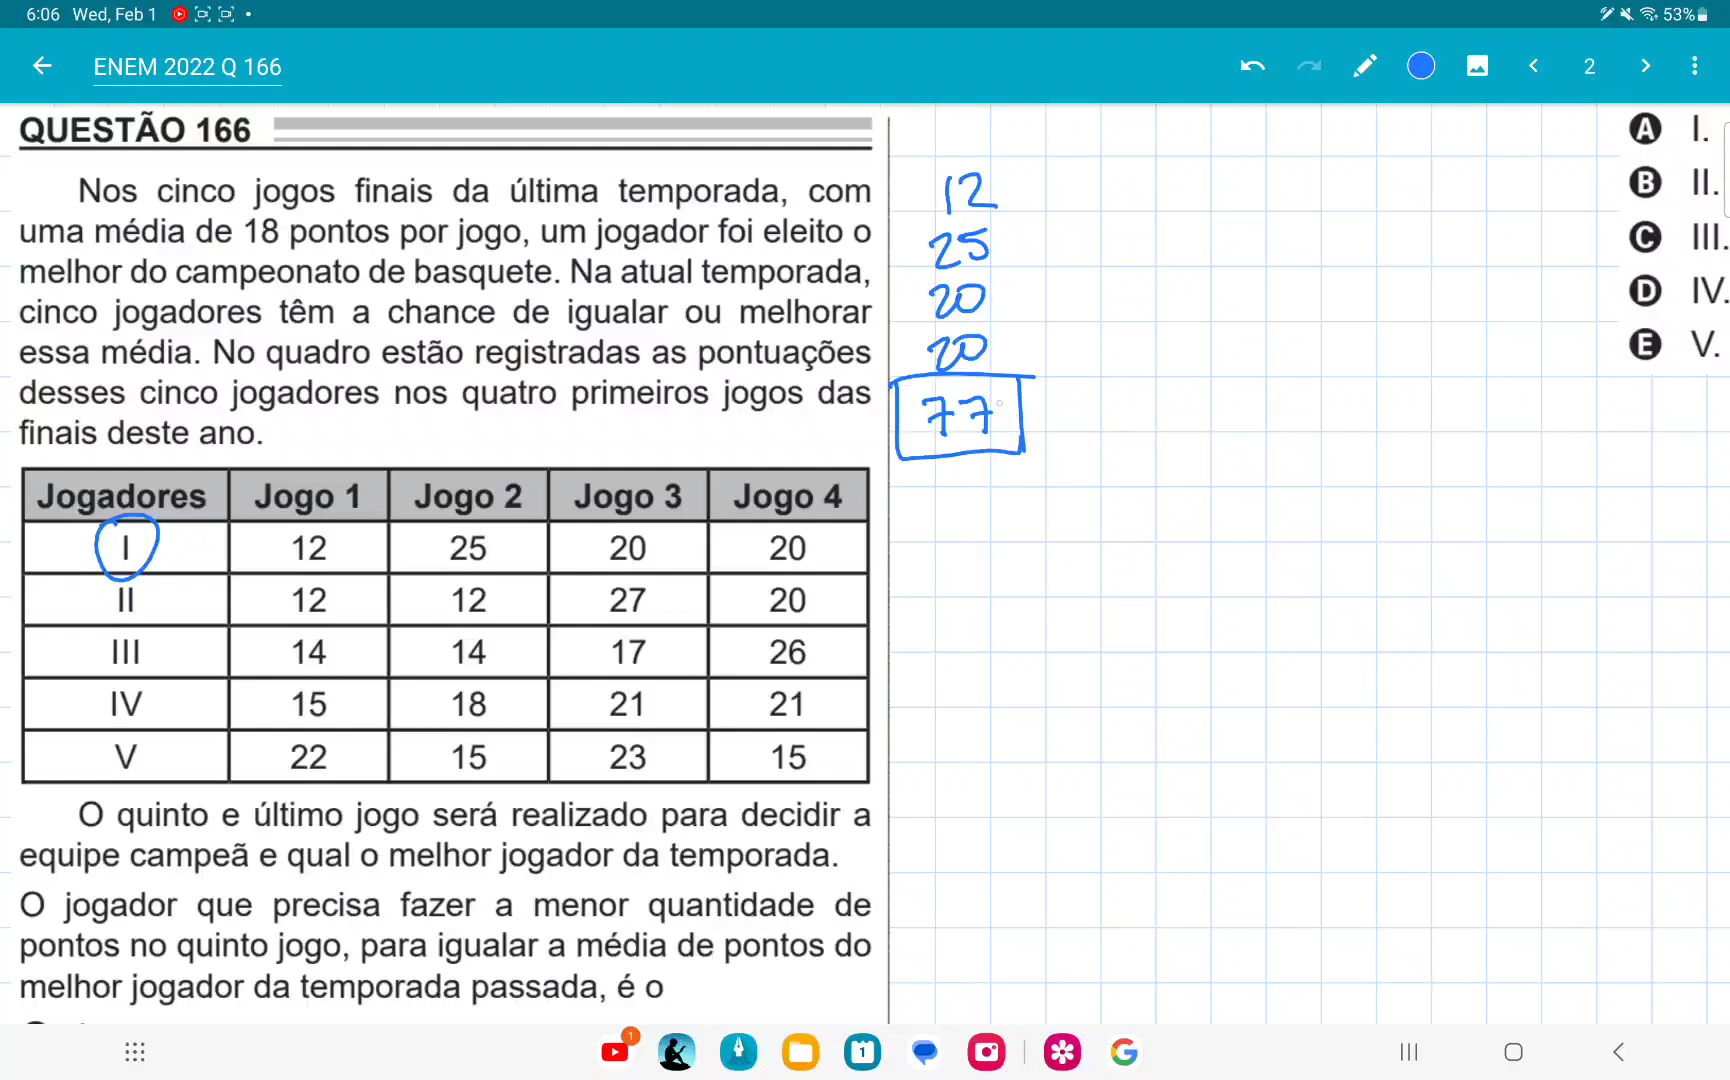 6:06 Wed, Feb 1
53%
ENEM 2022 Q 166
2
QUESTÃO 166
Nos cinco jogos finais da última temporada, com
uma média de 18 pontos por jogo, um jogador foi eleito o
melhor do campeonato de basquete. Na atual temporada,
cinco jogadores têm a chance de igualar ou melhorar
essa média. No quadro estão registradas as pontuações
desses cinco jogadores nos quatro primeiros jogos das
finais deste ano.
Jogadores Jogo 1 Jogo 2 Jogo 3 Jogo 4
I 12 25 20 20
II 12 12 27 20
III 14 14 17 26
IV 15 18 21 21
V 22 15 23 15
O quinto e último jogo será realizado para decidir a
equipe campeã e qual o melhor jogador da temporada.
O jogador que precisa fazer a menor quantidade de
pontos no quinto jogo, para igualar a média de pontos do
melhor jogador da temporada passada, é o
12
25
20
20
77
A I.
B II.
C III.
D IV.
E V.
1
1